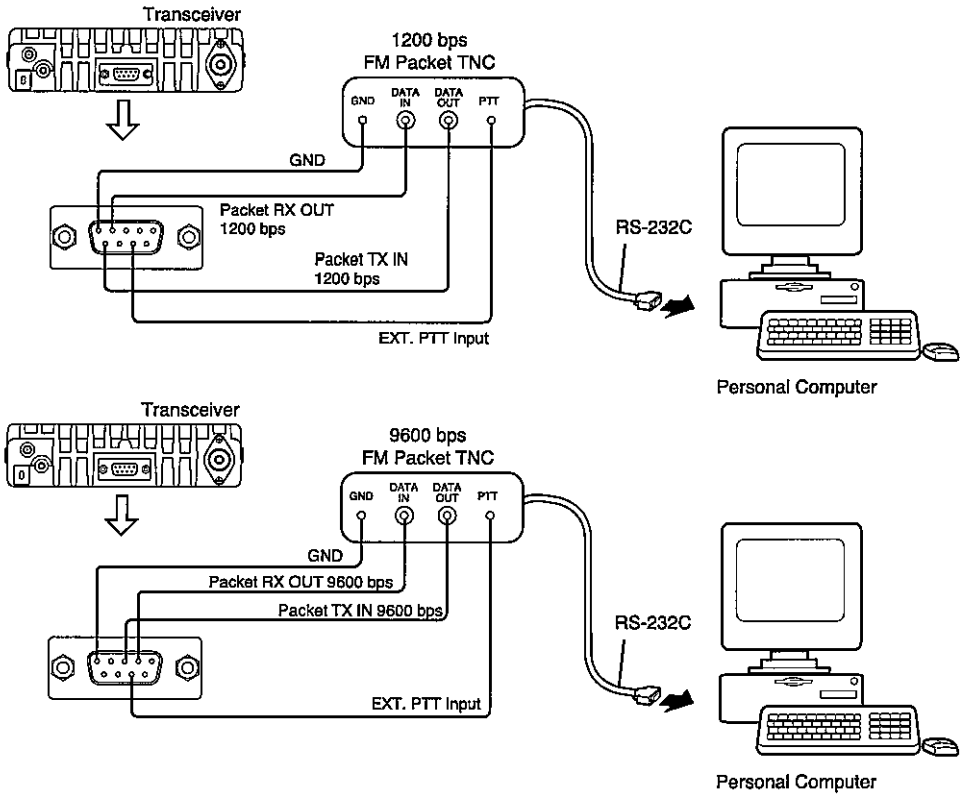 Transceiver
1200 bps
FM Packet TNC
GND
DATA
IN
DATA
OUT
PTT
GND
Packet RX OUT
1200 bps
Packet TX IN
1200 bps
EXT. PTT Input
RS-232C
Personal Computer
Transceiver
9600 bps
FM Packet TNC
GND
DATA
IN
DATA
OUT
PTT
GND
Packet RX OUT 9600 bps
Packet TX IN 9600 bps
EXT. PTT Input
RS-232C
Personal Computer